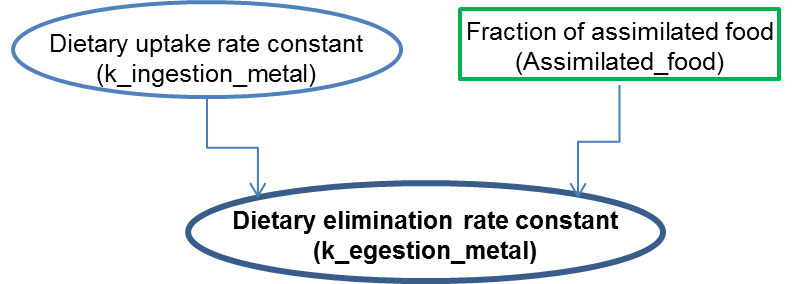 Dietary uptake rate constant
(k_ingestion_metal)
Fraction of assimilated food
(Assimilated_food)
Dietary elimination rate constant
(k_egestion_metal)